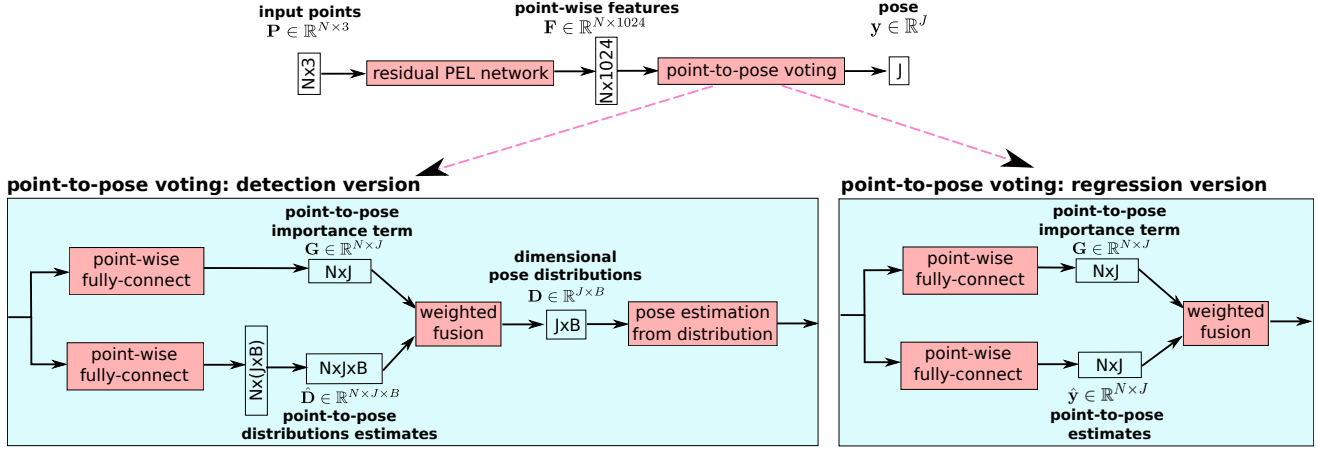 input points
P ∈ ℝ^{N×3}
Nx3
residual PEL network
point-wise features
F ∈ ℝ^{N×1024}
Nx1024
point-to-pose voting
pose
y ∈ ℝ^J
J
point-to-pose voting: detection version
point-wise
fully-connect
point-to-pose
importance term
G ∈ ℝ^{N×J}
NxJ
point-wise
fully-connect
Nx(JxB)
NxJxB
D̂ ∈ ℝ^{N×J×B}
point-to-pose
distributions estimates
weighted
fusion
dimensional
pose distributions
D ∈ ℝ^{J×B}
JxB
pose estimation
from distribution
point-to-pose voting: regression version
point-wise
fully-connect
point-to-pose
importance term
G ∈ ℝ^{N×J}
NxJ
point-wise
fully-connect
NxJ
ŷ ∈ ℝ^{N×J}
point-to-pose
estimates
weighted
fusion